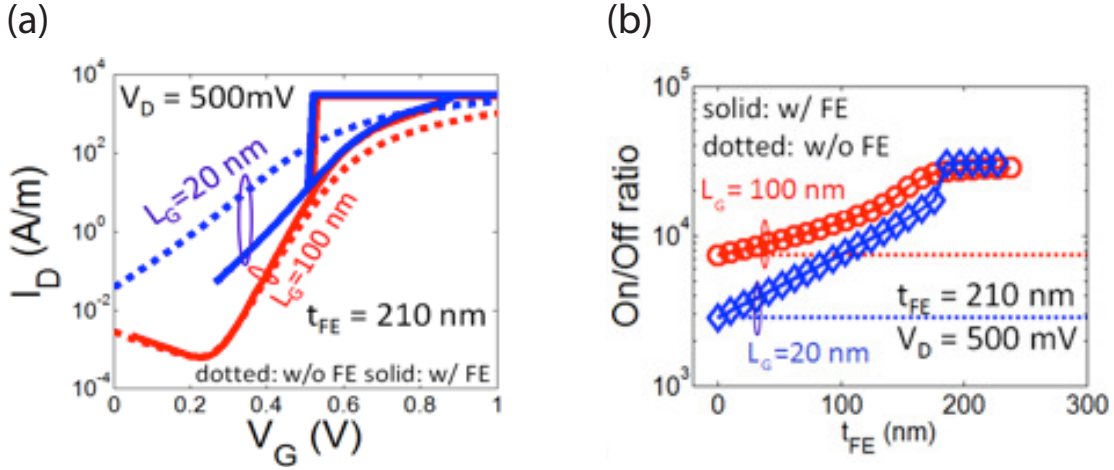 (a)
V_D = 500mV
L_G=20 nm
L_G=100 nm
t_FE = 210 nm
dotted: w/o FE solid: w/ FE
10^4
10^2
10^0
10^-2
10^-4
0 0.2 0.4 0.6 0.8 1
V_G (V)
I_D (A/m)
(b)
solid: w/ FE
dotted: w/o FE
L_G = 100 nm
t_FE = 210 nm
V_D = 500 mV
L_G=20 nm
10^5
10^4
10^3
0 100 200 300
t_FE (nm)
On/Off ratio